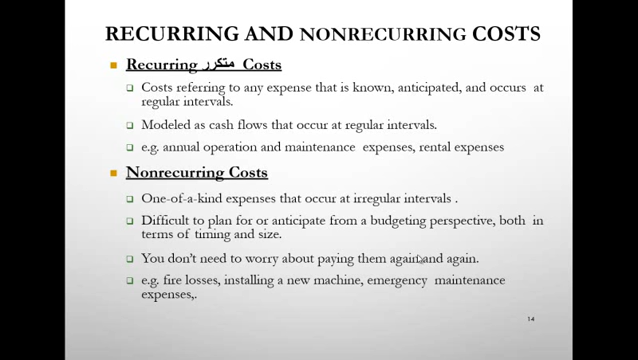 RECURRING AND NONRECURRING COSTS
Recurring متكرر Costs
Costs referring to any expense that is known, anticipated, and occurs at
regular intervals.
Modeled as cash flows that occur at regular intervals.
e.g. annual operation and maintenance expenses, rental expenses
Nonrecurring Costs
One-of-a-kind expenses that occur at irregular intervals .
Difficult to plan for or anticipate from a budgeting perspective, both in
terms of timing and size.
You don't need to worry about paying them again and again.
e.g. fire losses, installing a new machine, emergency maintenance
expenses,.
14